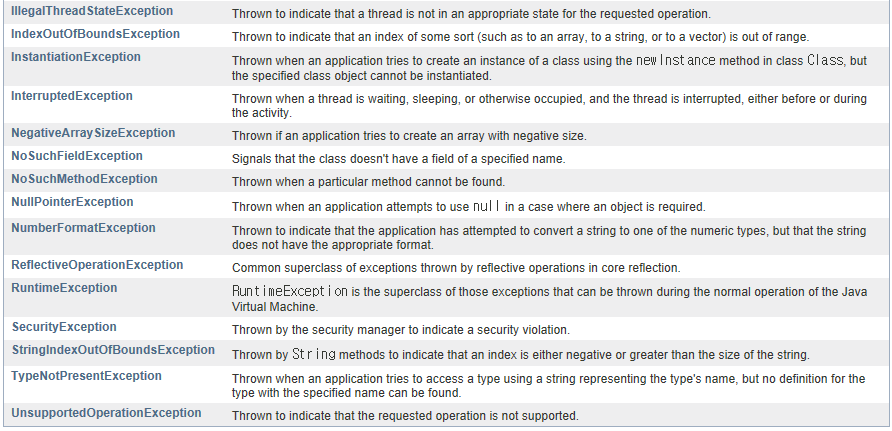 IllegalThreadStateException Thrown to indicate that a thread is not in an appropriate state for the requested operation.
IndexOutOfBoundsException Thrown to indicate that an index of some sort (such as to an array, to a string, or to a vector) is out of range.
InstantiationException Thrown when an application tries to create an instance of a class using the newInstance method in class Class, but
the specified class object cannot be instantiated.
InterruptedException Thrown when a thread is waiting, sleeping, or otherwise occupied, and the thread is interrupted, either before or during
the activity.
NegativeArraySizeException Thrown if an application tries to create an array with negative size.
NoSuchFieldException Signals that the class doesn't have a field of a specified name.
NoSuchMethodException Thrown when a particular method cannot be found.
NullPointerException Thrown when an application attempts to use null in a case where an object is required.
NumberFormatException Thrown to indicate that the application has attempted to convert a string to one of the numeric types, but that the string
does not have the appropriate format.
ReflectiveOperationException Common superclass of exceptions thrown by reflective operations in core reflection.
RuntimeException RuntimeException is the superclass of those exceptions that can be thrown during the normal operation of the Java
Virtual Machine.
SecurityException Thrown by the security manager to indicate a security violation.
StringIndexOutOfBoundsException Thrown by String methods to indicate that an index is either negative or greater than the size of the string.
TypeNotPresentException Thrown when an application tries to access a type using a string representing the type's name, but no definition for the
type with the specified name can be found.
UnsupportedOperationException Thrown to indicate that the requested operation is not supported.